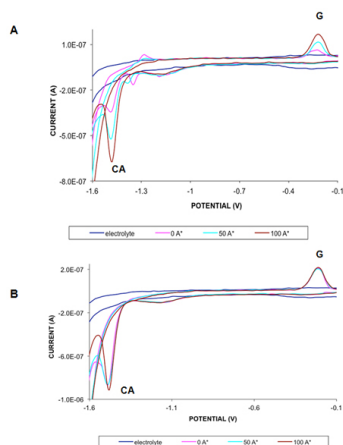 A
G
1.0E-07
-2.0E-07
-5.0E-07
-8.0E-07
CURRENT (A)
CA
-1.6 -1.3 -1 -0.7 -0.4 -0.1
POTENTIAL (V)
electrolyte 0 A* 50 A* 100 A*
B
G
2.0E-07
-2.0E-07
-6.0E-07
-1.0E-06
CURRENT (A)
CA
-1.6 -1.1 -0.6 -0.1
POTENTIAL (V)
electrolyte 0 A* 50 A* 100 A*